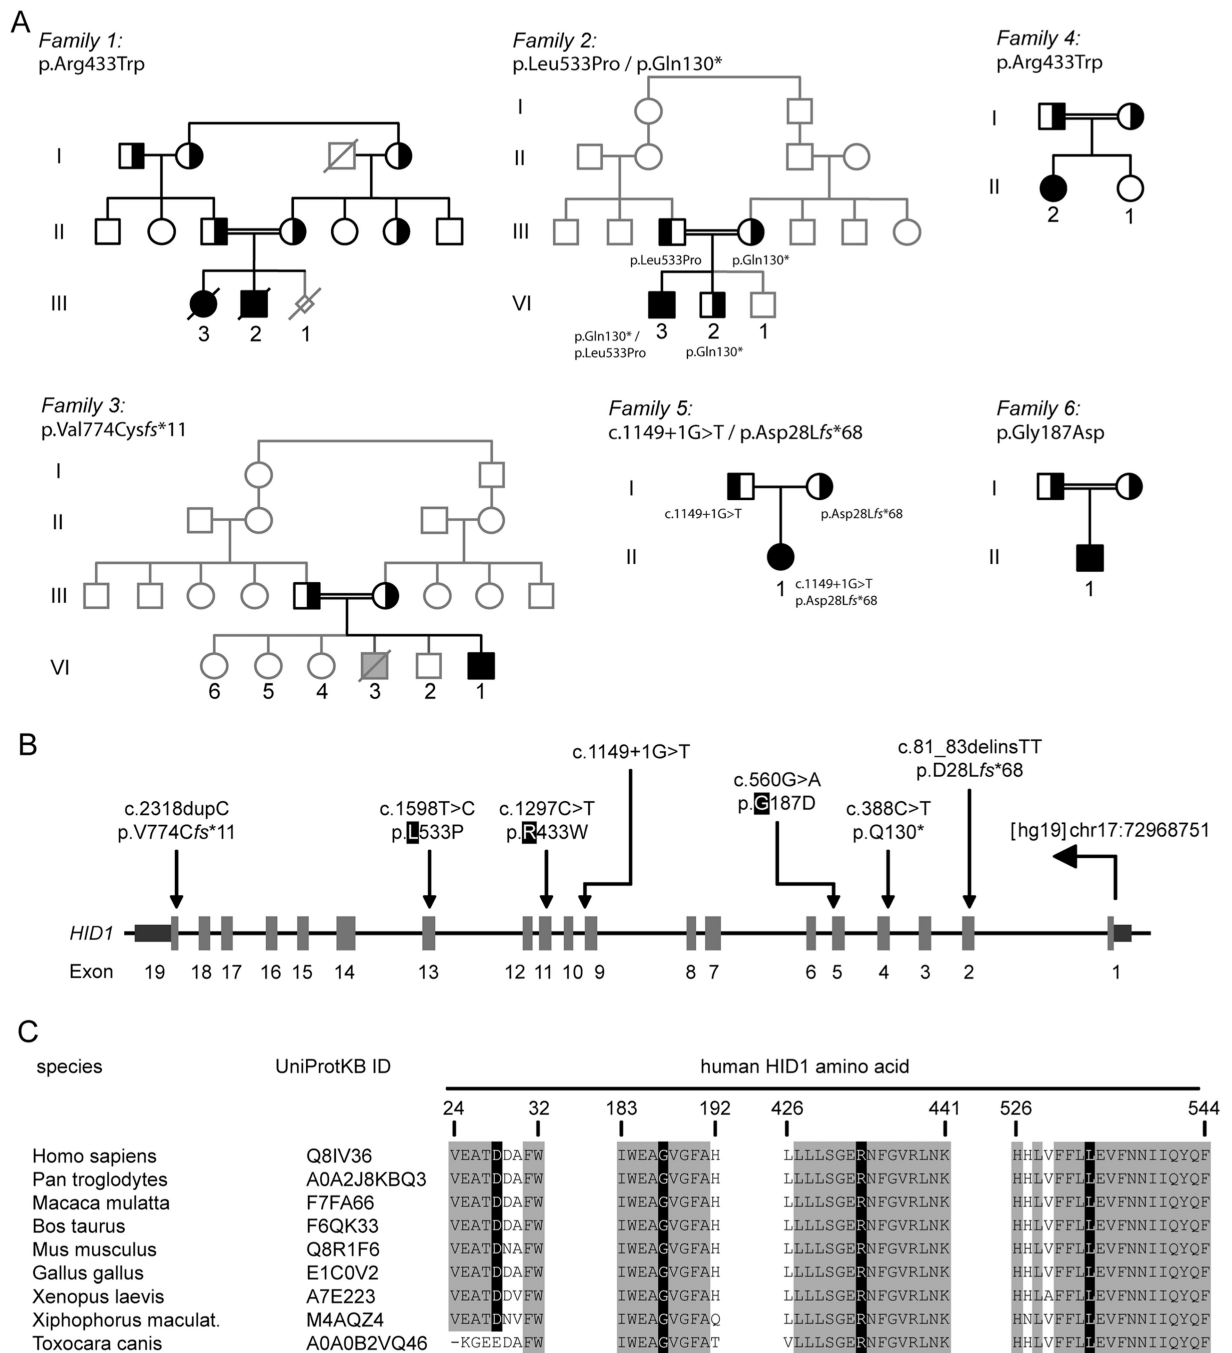 A
Family 1:
p.Arg433Trp
I
II
III
3 2 1
Family 2:
p.Leu533Pro / p.Gln130*
I
II
III
p.Leu533Pro p.Gln130*
VI
3 2 1
p.Gln130* /
p.Leu533Pro
p.Gln130*
Family 4:
p.Arg433Trp
I
II
2 1
Family 3:
p.Val774Cysfs*11
I
II
III
VI
6 5 4 3 2 1
Family 5:
c.1149+1G>T / p.Asp28Lfs*68
I
c.1149+1G>T p.Asp28Lfs*68
II
1 c.1149+1G>T
p.Asp28Lfs*68
Family 6:
p.Gly187Asp
I
II
1
B
c.2318dupC
p.V774Cfs*11
c.1598T>C
p.L533P
c.1297C>T
p.R433W
c.1149+1G>T
c.560G>A
p.G187D
c.388C>T
p.Q130*
c.81_83delinsTT
p.D28Lfs*68
[hg19]chr17:72968751
HID1
Exon 19 18 17 16 15 14 13 12 11 10 9 8 7 6 5 4 3 2 1
C
species UniProtKB ID human HID1 amino acid
24 32 183 192 426 441 526 544
Homo sapiens Q8IV36 VEATDDAFW IWEAGVGFAH LLLLSGERNFGVRLNK HHLVFFLLEVFNNIIQYQF
Pan troglodytes A0A2J8KBQ3 VEATDDAFW IWEAGVGFAH LLLLSGERNFGVRLNK HHLVFFLLEVFNNIIQYQF
Macaca mulatta F7FA66 VEATDDAFW IWEAGVGFAH LLLLSGERNFGVRLNK HHLVFFLLEVFNNIIQYQF
Bos taurus F6QK33 VEATDDAFW IWEAGVGFAH LLLLSGERNFGVRLNK HHLVFFLLEVFNNIIQYQF
Mus musculus Q8R1F6 VEATDNAFW IWEAGVGFAH LLLLSGERNFGVRLNK HHLVFFLLEVFNNIIQYQF
Gallus gallus E1C0V2 VEATDDAFW IWEAGVGFAH LLLLSGERNFGVRLNK HHLVFFLLEVFNNIIQYQF
Xenopus laevis A7E223 VEATDDVFW IWEAGVGFAH LLLLSGERNFGVRLNK HHLAFFLLEVFNNIIQYQF
Xiphophorus maculat. M4AQZ4 VEATDNVFW IWEAGVGFAQ LLLLSGERNFGVRLNK HNLVFFLLEVFNNIIQYQF
Toxocara canis A0A0B2VQ46 –KGEEDAFW IWEAGVGFAT VLLLSGERNFGVRLNK HHLVFFLLEVFNNIIQYQF